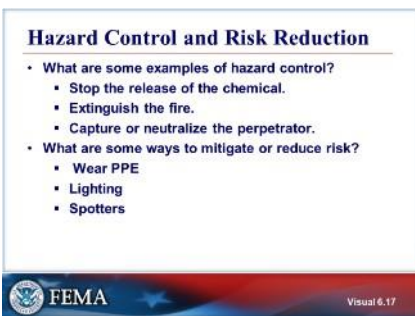 Hazard Control and Risk Reduction
• What are some examples of hazard control?
▪ Stop the release of the chemical.
▪ Extinguish the fire.
▪ Capture or neutralize the perpetrator.
• What are some ways to mitigate or reduce risk?
▪ Wear PPE
▪ Lighting
▪ Spotters
FEMA
Visual 6.17